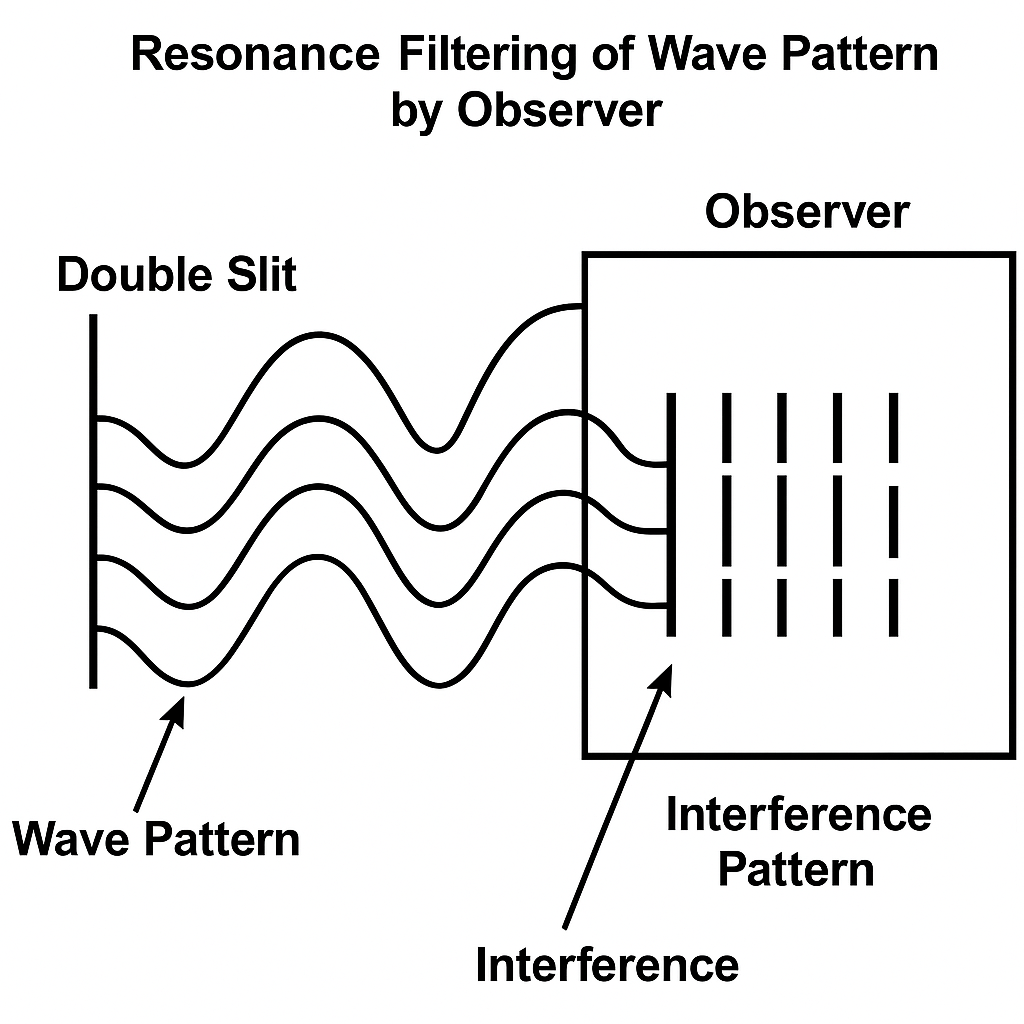 Resonance Filtering of Wave Pattern
by Observer
Observer
Double Slit
Wave Pattern
Interference
Pattern
Interference